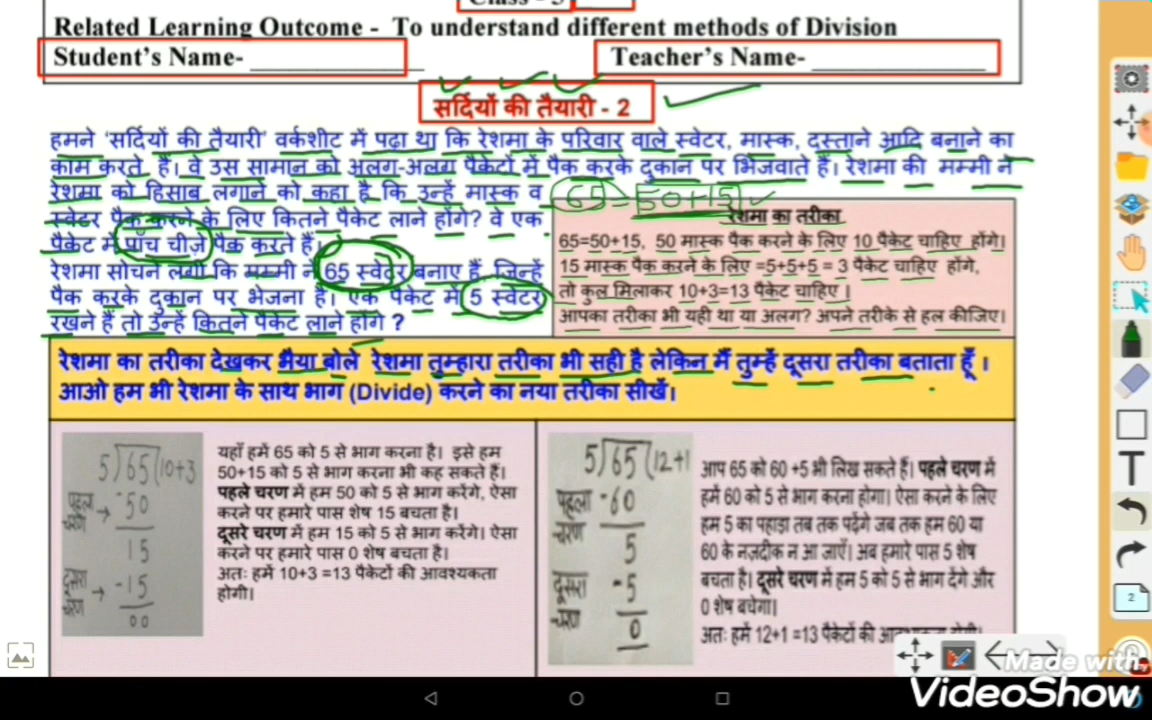 Class - 5
Related Learning Outcome - To understand different methods of Division
Student's Name- ______________
Teacher's Name- ______________
सर्दियों की तैयारी - 2
हमने 'सर्दियों की तैयारी' वर्कशीट में पढ़ा था कि रेशमा के परिवार वाले स्वेटर, मास्क, दस्ताने आदि बनाने का
काम करते हैं। वे उस सामान को अलग-अलग पैकेटों में पैक करके दुकान पर भिजवाते हैं। रेशमा की मम्मी ने
रेशमा को हिसाब लगाने को कहा है कि उन्हें मास्क व
स्वेटर पैक करने के लिए कितने पैकेट लाने होंगे? वे एक
पैकेट में पाँच चीज़ें पैक करते हैं।
रेशमा सोचने लगी कि मम्मी ने 65 स्वेटर बनाए हैं, जिन्हें
पैक करके दुकान पर भेजना है। एक पैकेट में 5 स्वेटर
रखने हैं तो उन्हें कितने पैकेट लाने होंगे ?
65 = 50+15
रेशमा का तरीका
65=50+15, 50 मास्क पैक करने के लिए 10 पैकेट चाहिए होंगे।
15 मास्क पैक करने के लिए =5+5+5 = 3 पैकेट चाहिए होंगे,
तो कुल मिलाकर 10+3=13 पैकेट चाहिए ।
आपका तरीका भी यही था या अलग? अपने तरीके से हल कीजिए।
रेशमा का तरीका देखकर भैया बोले रेशमा तुम्हारा तरीका भी सही है लेकिन मैं तुम्हें दूसरा तरीका बताता हूँ ।
आओ हम भी रेशमा के साथ भाग (Divide) करने का नया तरीका सीखें।
5)65(10+3
पहला चरण → -50
15
दूसरा चरण → -15
00
यहाँ हमें 65 को 5 से भाग करना है। इसे हम
50+15 को 5 से भाग करना भी कह सकते हैं।
पहले चरण में हम 50 को 5 से भाग करेंगे, ऐसा
करने पर हमारे पास शेष 15 बचता है।
दूसरे चरण में हम 15 को 5 से भाग करेंगे। ऐसा
करने पर हमारे पास 0 शेष बचता है।
अतः हमें 10+3 =13 पैकेटों की आवश्यकता
होगी।
5)65(12+1
पहला चरण -60
5
दूसरा चरण -5
0
आप 65 को 60 +5 भी लिख सकते हैं। पहले चरण में
हमें 60 को 5 से भाग करना होगा। ऐसा करने के लिए
हम 5 का पहाड़ा तब तक पढ़ेंगे जब तक हम 60 या
60 के नज़दीक न आ जाएँ। अब हमारे पास 5 शेष
बचता है। दूसरे चरण में हम 5 को 5 से भाग देंगे और
0 शेष बचेगा।
अतः हमें 12+1 =13 पैकेटों की
T
2
Made with
VideoShow